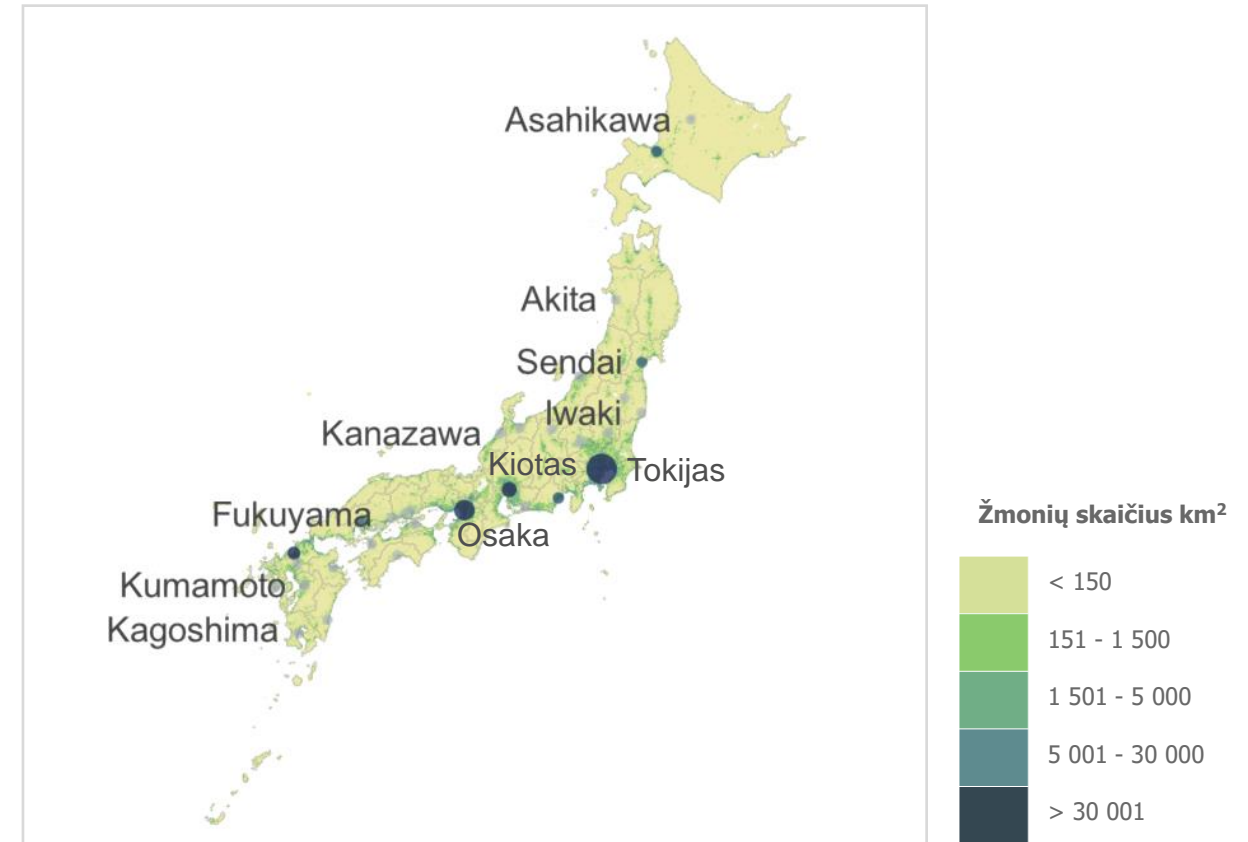 Asahikawa
Akita
Sendai
Iwaki
Kanazawa
Kiotas
Tokijas
Fukuyama
Osaka
Kumamoto
Kagoshima
Žmonių skaičius km²
< 150
151 - 1 500
1 501 - 5 000
5 001 - 30 000
> 30 001